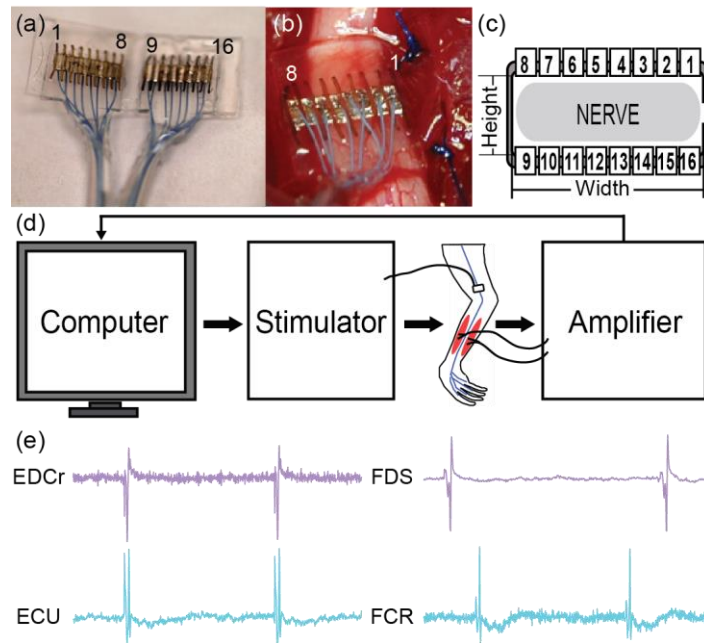 (a)
1 8 9 16
(b)
8 1
(c)
8 7 6 5 4 3 2 1
Height
NERVE
9 10 11 12 13 14 15 16
Width
(d)
Computer
Stimulator
Amplifier
(e)
EDCr
FDS
ECU
FCR